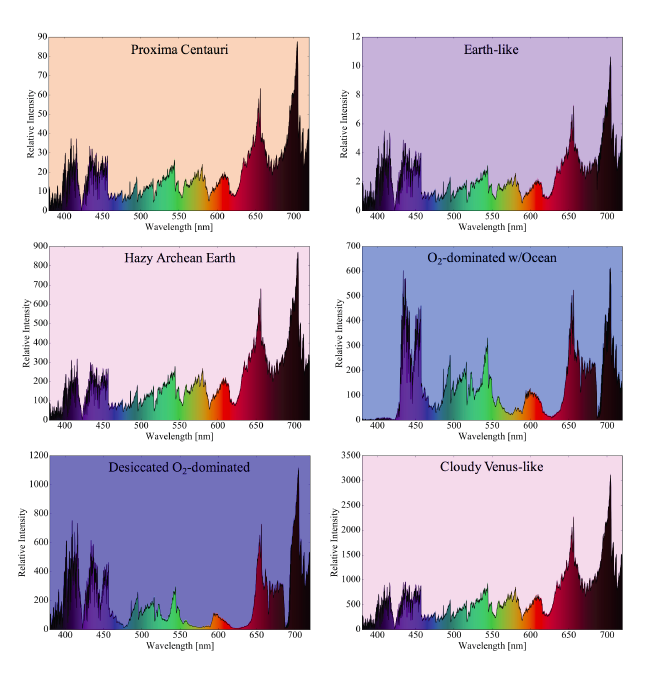 Proxima Centauri
Relative Intensity
90
80
70
60
50
40
30
20
10
0
400 450 500 550 600 650 700
Wavelength [nm]
Earth-like
Relative Intensity
12
10
8
6
4
2
0
400 450 500 550 600 650 700
Wavelength [nm]
Hazy Archean Earth
Relative Intensity
900
800
700
600
500
400
300
200
100
0
400 450 500 550 600 650 700
Wavelength [nm]
O₂-dominated w/Ocean
Relative Intensity
700
600
500
400
300
200
100
0
400 450 500 550 600 650 700
Wavelength [nm]
Desiccated O₂-dominated
Relative Intensity
1200
1000
800
600
400
200
0
400 450 500 550 600 650 700
Wavelength [nm]
Cloudy Venus-like
Relative Intensity
3500
3000
2500
2000
1500
1000
500
0
400 450 500 550 600 650 700
Wavelength [nm]